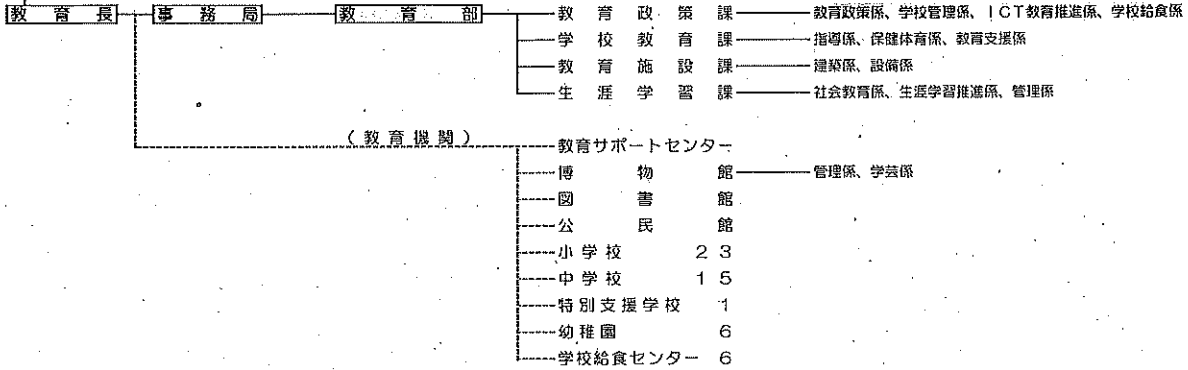 教育長 事務局 教育部 教育政策課 教育政策係、学校管理係、ICT教育推進係、学校給食係
学校教育課 指導係、保健体育係、教育支援係
教育施設課 建築係、設備係
生涯学習課 社会教育係、生涯学習推進係、管理係
(教育機関) 教育サポートセンター
博物館 管理係、学芸係
図書館
公民館
小学校 23
中学校 15
特別支援学校 1
幼稚園 6
学校給食センター 6